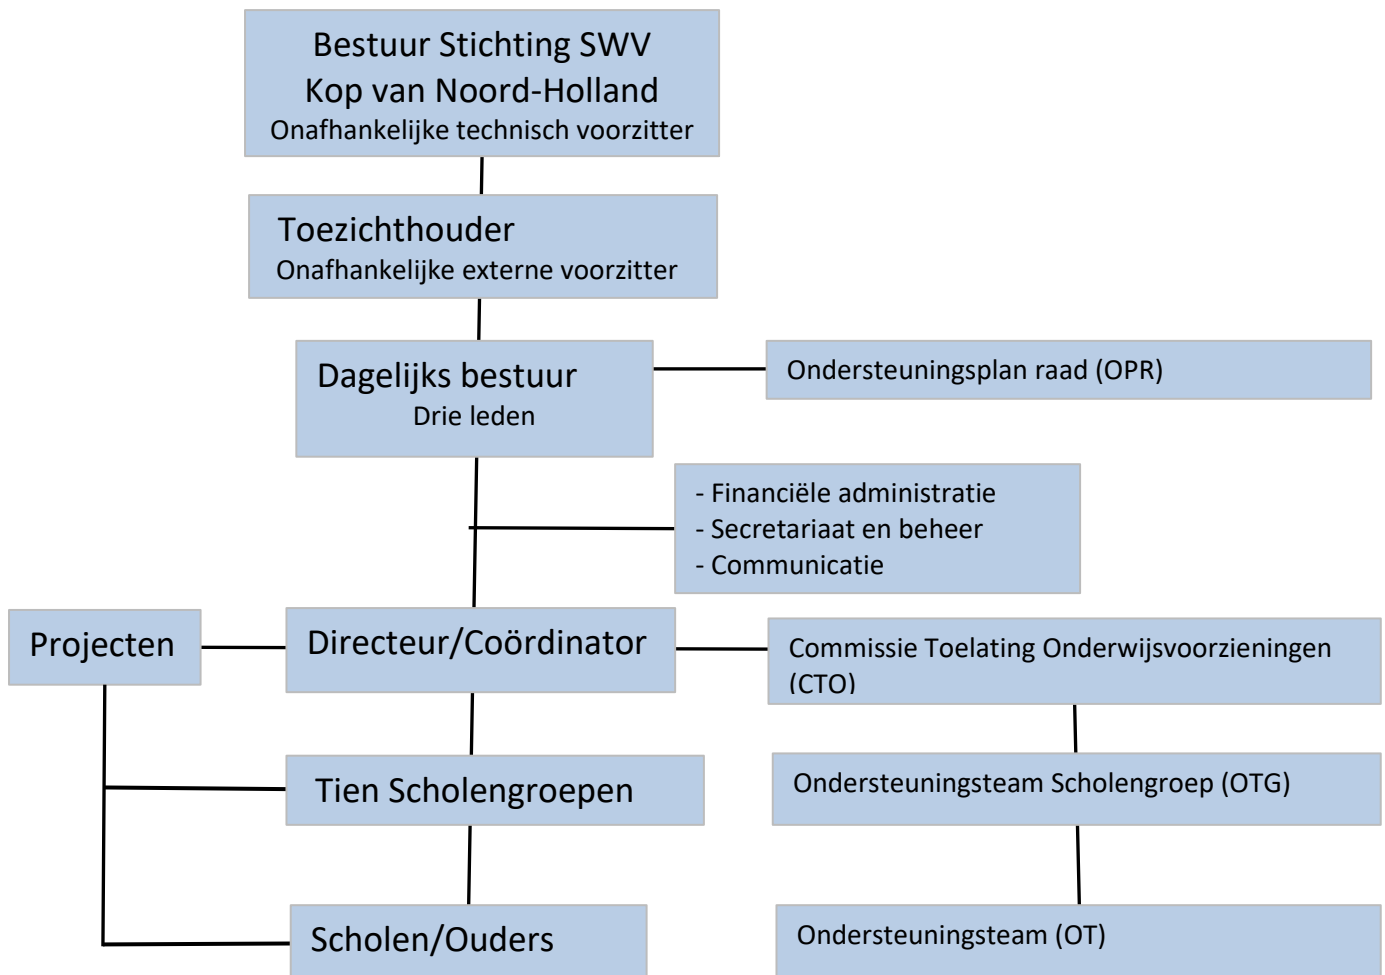 Bestuur Stichting SWV
Kop van Noord-Holland
Onafhankelijke technisch voorzitter
Toezichthouder
Onafhankelijke externe voorzitter
Dagelijks bestuur
Drie leden
Ondersteuningsplan raad (OPR)
- Financiële administratie
- Secretariaat en beheer
- Communicatie
Projecten
Directeur/Coördinator
Commissie Toelating Onderwijsvoorzieningen
(CTO)
Tien Scholengroepen
Ondersteuningsteam Scholengroep (OTG)
Scholen/Ouders
Ondersteuningsteam (OT)